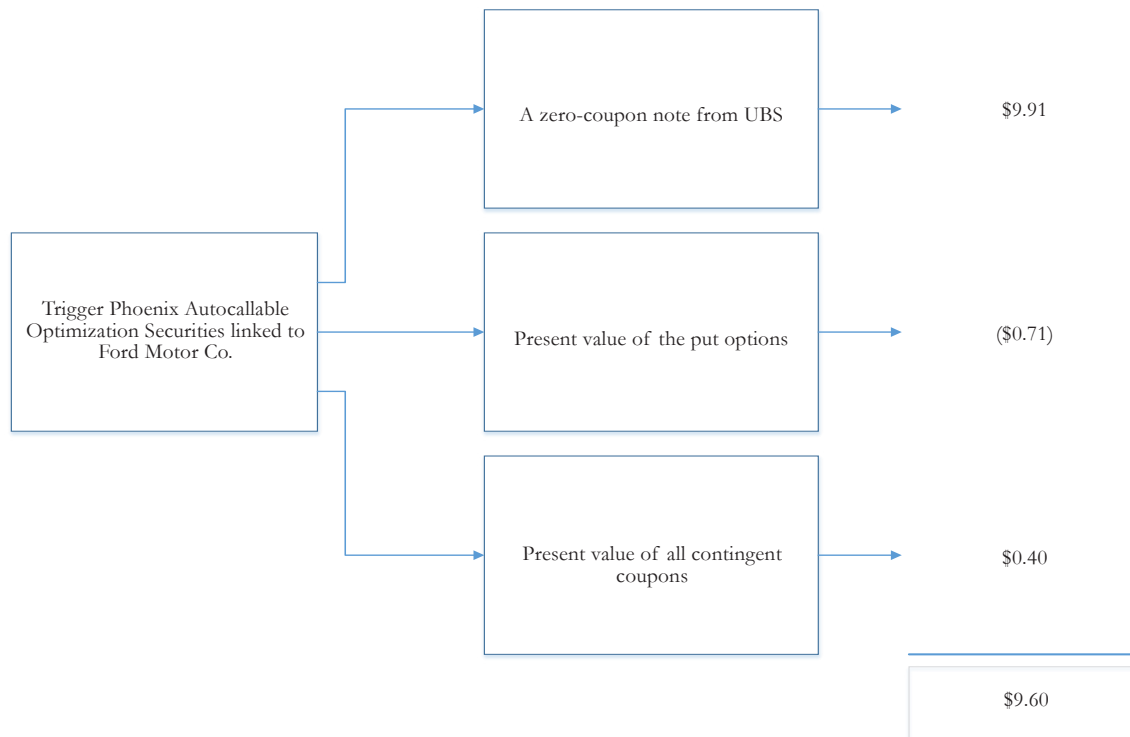 A zero-coupon note from UBS
$9.91
Trigger Phoenix Autocallable
Optimization Securities linked to
Ford Motor Co.
Present value of the put options
($0.71)
Present value of all contingent
coupons
$0.40
$9.60